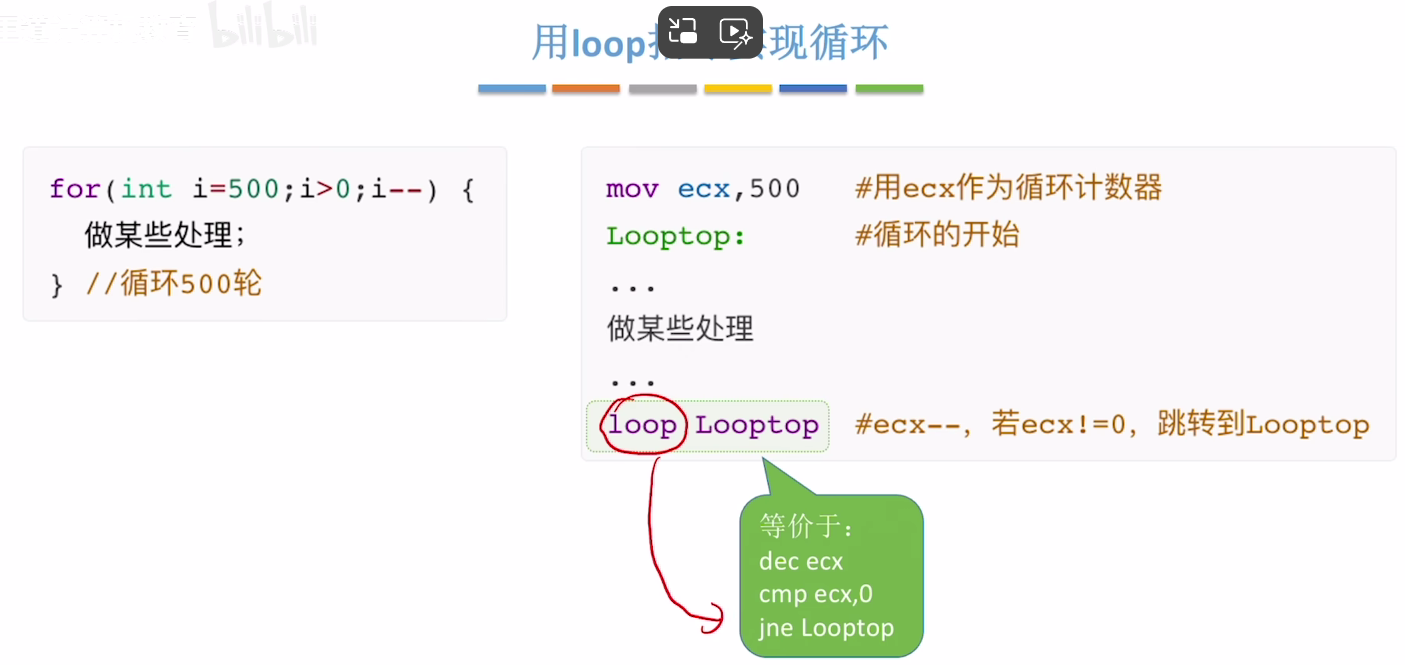 bilibili
用loop现循环
for(int i=500;i>0;i--) {
做某些处理;
} //循环500轮
mov ecx,500 #用ecx作为循环计数器
Looptop: #循环的开始
...
做某些处理
...
loop Looptop #ecx--, 若ecx!=0, 跳转到Looptop
等价于:
dec ecx
cmp ecx,0
jne Looptop